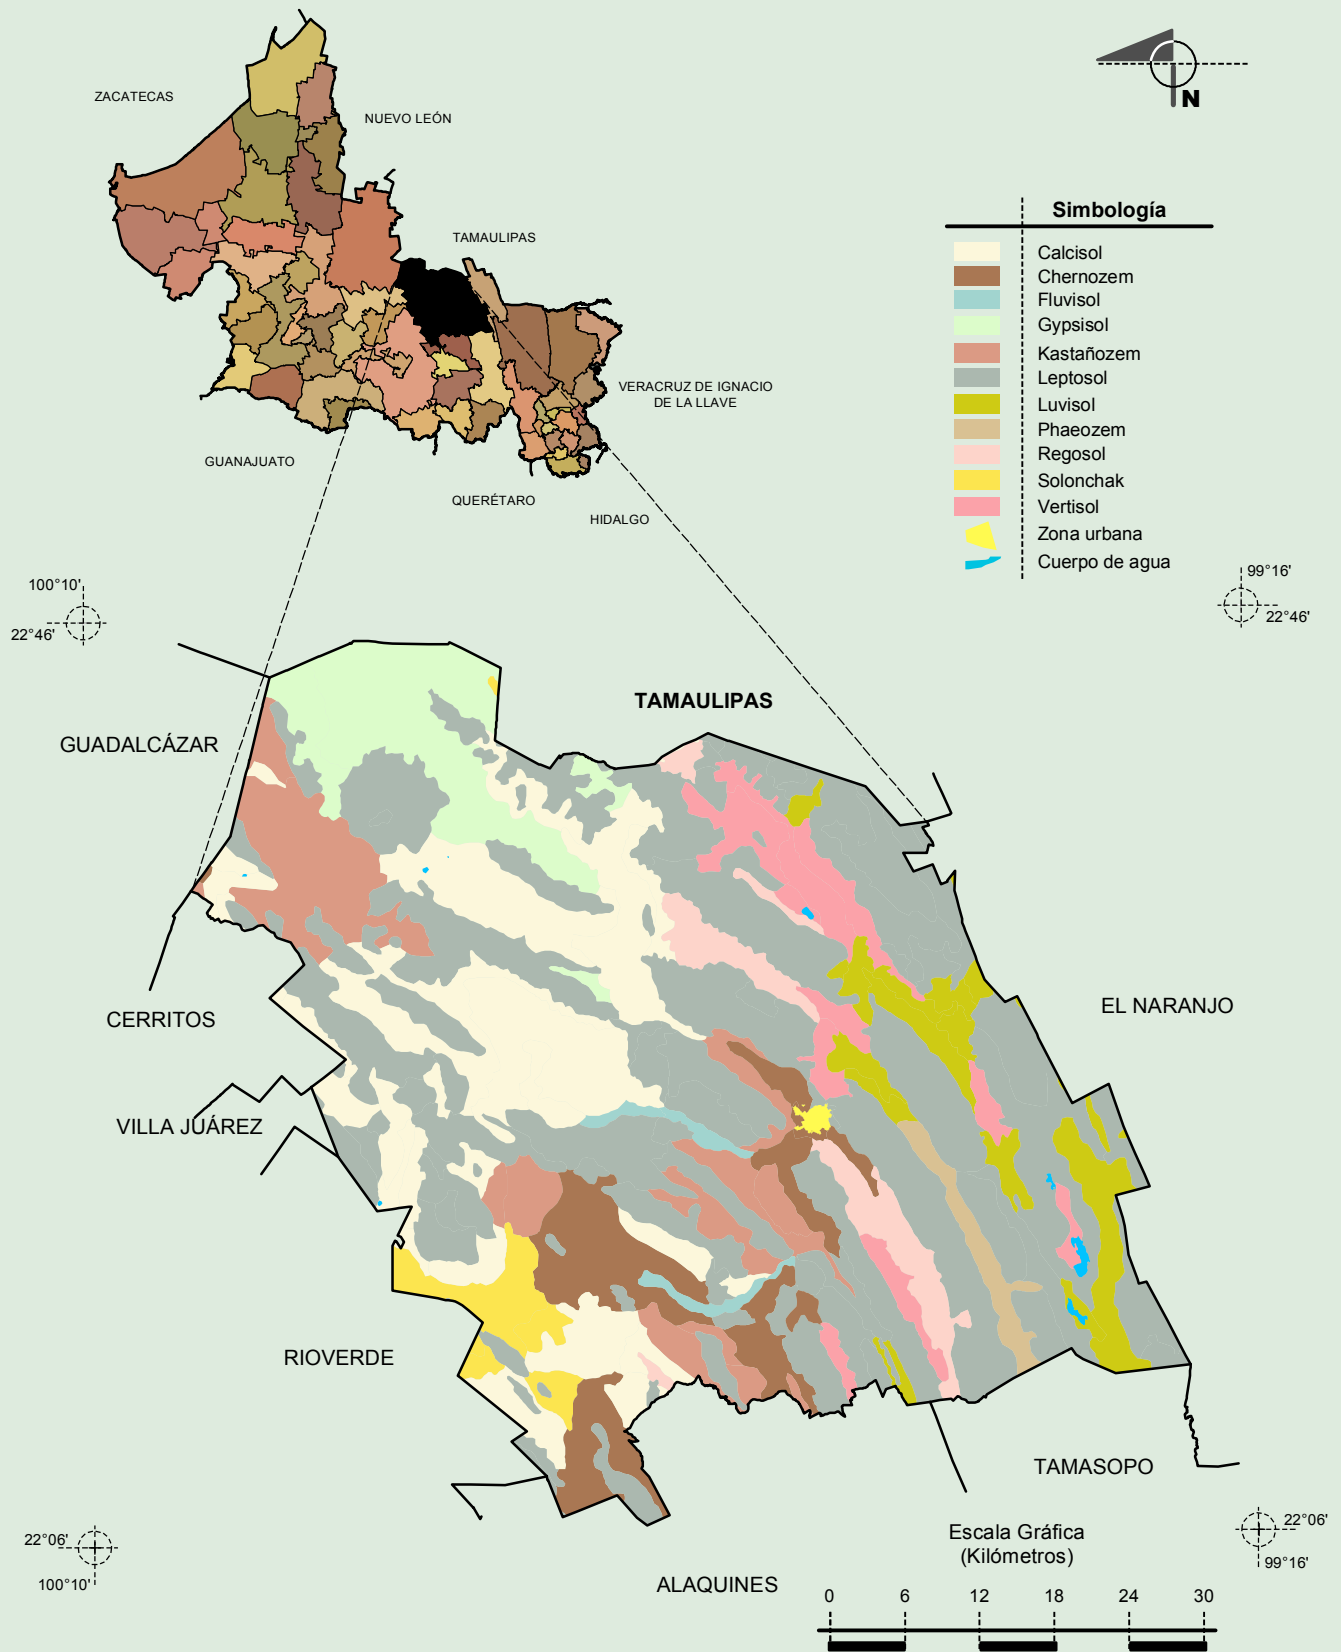 ZACATECAS
NUEVO LEÓN
TAMAULIPAS
VERACRUZ DE IGNACIO
DE LA LLAVE
GUANAJUATO
QUERÉTARO
HIDALGO
N
Simbología
Calcisol
Chernozem
Fluvisol
Gypsisol
Kastañozem
Leptosol
Luvisol
Phaeozem
Regosol
Solonchak
Vertisol
Zona urbana
Cuerpo de agua
100°10'
22°46'
99°16'
22°46'
TAMAULIPAS
GUADALCÁZAR
CERRITOS
VILLA JUÁREZ
RIOVERDE
EL NARANJO
TAMASOPO
ALAQUINES
22°06'
100°10'
22°06'
99°16'
Escala Gráfica
(Kilómetros)
0 6 12 18 24 30